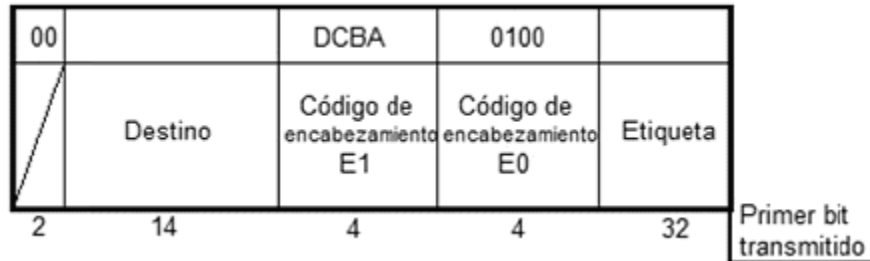 00 DCBA 0100
Destino
Código de
encabezamiento
E1
Código de
encabezamiento
E0
Etiqueta
2 14 4 4 32
Primer bit
transmitido